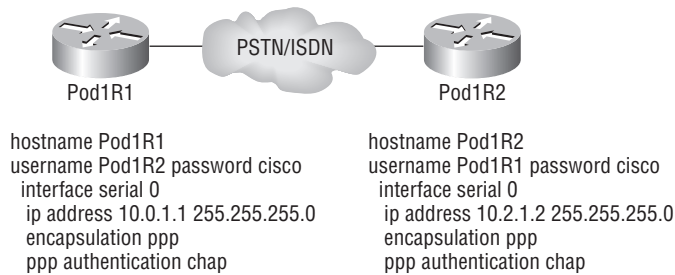 PSTN/ISDN
Pod1R1
Pod1R2
hostname Pod1R1
username Pod1R2 password cisco
interface serial 0
ip address 10.0.1.1 255.255.255.0
encapsulation ppp
ppp authentication chap
hostname Pod1R2
username Pod1R1 password cisco
interface serial 0
ip address 10.2.1.2 255.255.255.0
encapsulation ppp
ppp authentication chap